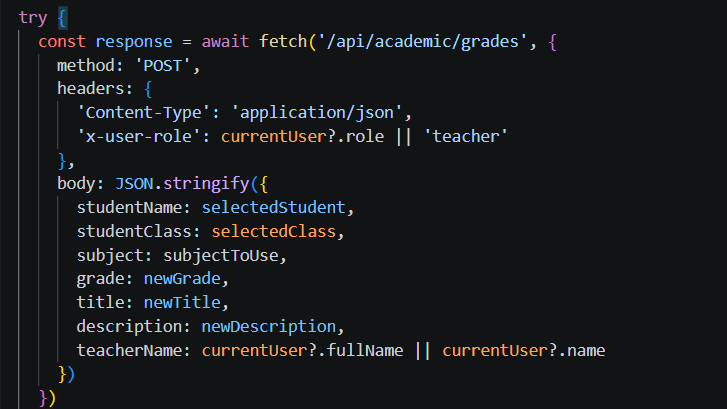 try {
const response = await fetch('/api/academic/grades', {
method: 'POST',
headers: {
'Content-Type': 'application/json',
'x-user-role': currentUser?.role || 'teacher'
},
body: JSON.stringify({
studentName: selectedStudent,
studentClass: selectedClass,
subject: subjectToUse,
grade: newGrade,
title: newTitle,
description: newDescription,
teacherName: currentUser?.fullName || currentUser?.name
})
})